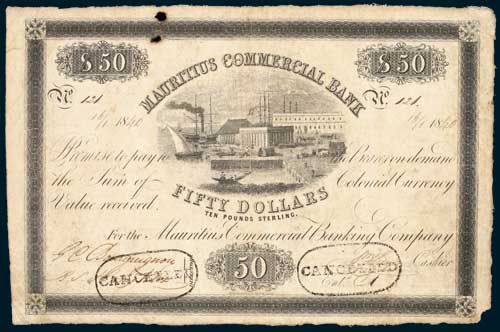 $ 50 $ 50
MAURITIUS COMMERCIAL BANK
No. 121 No. 121.
1840 1840
Promise to pay to the Bearer on demand
the Sum of Colonial Currency
FIFTY DOLLARS
TEN POUNDS STERLING.
Value received.
For the Mauritius Commercial Banking Company
CANCELLED CANCELLED Cashier
50